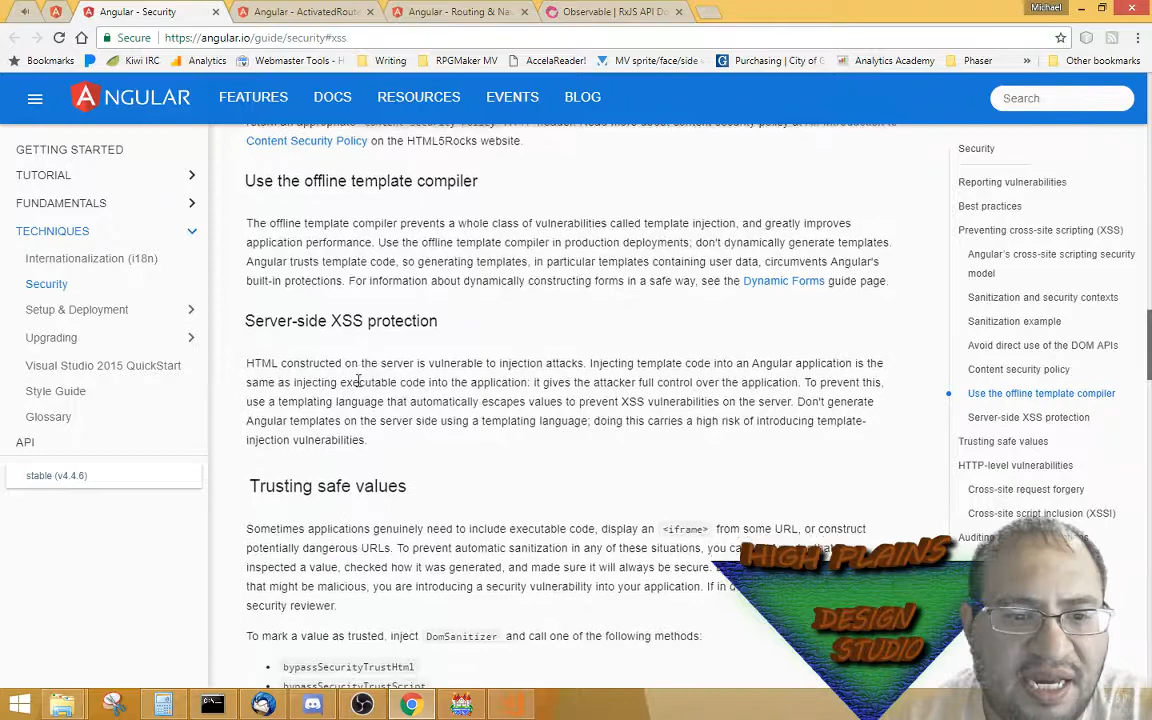 Michael
Angular - Security
Angular - ActivatedRoute
Angular - Routing & Na
Observable | RxJS API Do
Secure
https://angular.io/guide/security#xss
Bookmarks
Kiwi IRC
Analytics
Webmaster Tools - H
Writing
RPGMaker MV
AccelaReader!
MV sprite/face/side
Purchasing | City of
Analytics Academy
Phaser
»
Other bookmarks
ANGULAR
FEATURES
DOCS
RESOURCES
EVENTS
BLOG
Search
GETTING STARTED
TUTORIAL
FUNDAMENTALS
TECHNIQUES
Internationalization (i18n)
Security
Setup & Deployment
Upgrading
Visual Studio 2015 QuickStart
Style Guide
Glossary
API
stable (v4.4.6)
Content Security Policy on the HTML5Rocks website.
Use the offline template compiler
The offline template compiler prevents a whole class of vulnerabilities called template injection, and greatly improves
application performance. Use the offline template compiler in production deployments; don't dynamically generate templates.
Angular trusts template code, so generating templates, in particular templates containing user data, circumvents Angular's
built-in protections. For information about dynamically constructing forms in a safe way, see the Dynamic Forms guide page.
Server-side XSS protection
HTML constructed on the server is vulnerable to injection attacks. Injecting template code into an Angular application is the
same as injecting executable code into the application: it gives the attacker full control over the application. To prevent this,
use a templating language that automatically escapes values to prevent XSS vulnerabilities on the server. Don't generate
Angular templates on the server side using a templating language; doing this carries a high risk of introducing template-
injection vulnerabilities.
Trusting safe values
Sometimes applications genuinely need to include executable code, display an <iframe> from some URL, or construct
potentially dangerous URLs. To prevent automatic sanitization in any of these situations, you
inspected a value, checked how it was generated, and made sure it will always be secure.
that might be malicious, you are introducing a security vulnerability into your application. If in
security reviewer.
To mark a value as trusted, inject DomSanitizer and call one of the following methods:
• bypassSecurityTrustHtml
• bypassSecurityTrustScript
Security
Reporting vulnerabilities
Best practices
Preventing cross-site scripting (XSS)
Angular's cross-site scripting security
model
Sanitization and security contexts
Sanitization example
Avoid direct use of the DOM APIs
Content security policy
Use the offline template compiler
Server-side XSS protection
Trusting safe values
HTTP-level vulnerabilities
Cross-site request forgery
Cross-site script inclusion (XSSI)
HIGH PLAINS
DESIGN
STUDIO